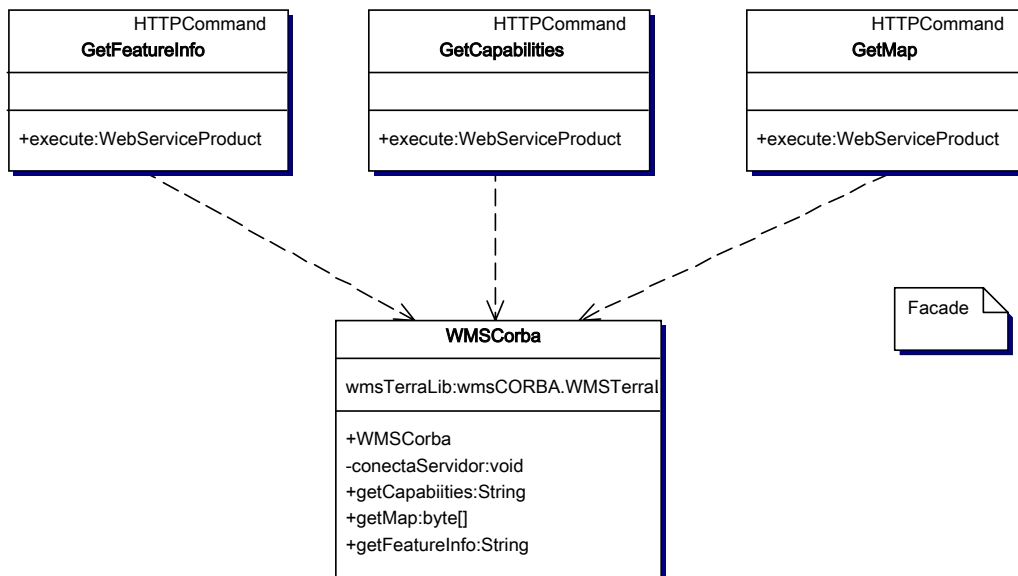 HTTPCommand
GetFeatureInfo
+execute:WebServiceProduct
HTTPCommand
GetCapabilities
+execute:WebServiceProduct
HTTPCommand
GetMap
+execute:WebServiceProduct
Facade
WMSCorba
wmsTerraLib:wmsCORBA.WMSTerraL
+WMSCorba
-conectaServidor:void
+getCapabiities:String
+getMap:byte[]
+getFeatureInfo:String